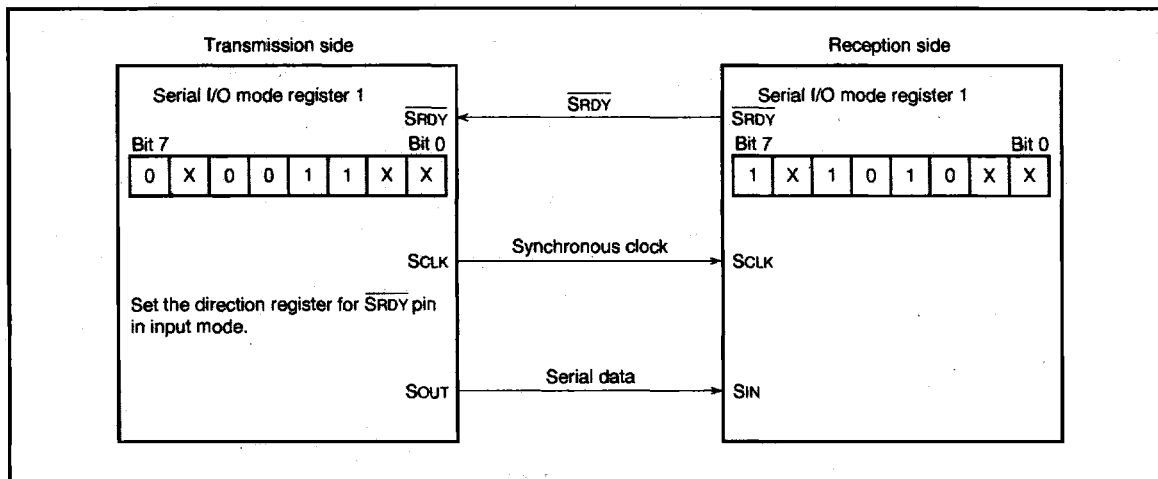 Transmission side
Reception side
Serial I/O mode register 1
SRDY
Bit 7 Bit 0
0 X 0 0 1 1 X X
SCLK
Set the direction register for SRDY pin
in input mode.
SOUT
SRDY
Synchronous clock
Serial data
Serial I/O mode register 1
SRDY
Bit 7 Bit 0
1 X 1 0 1 0 X X
SCLK
SIN